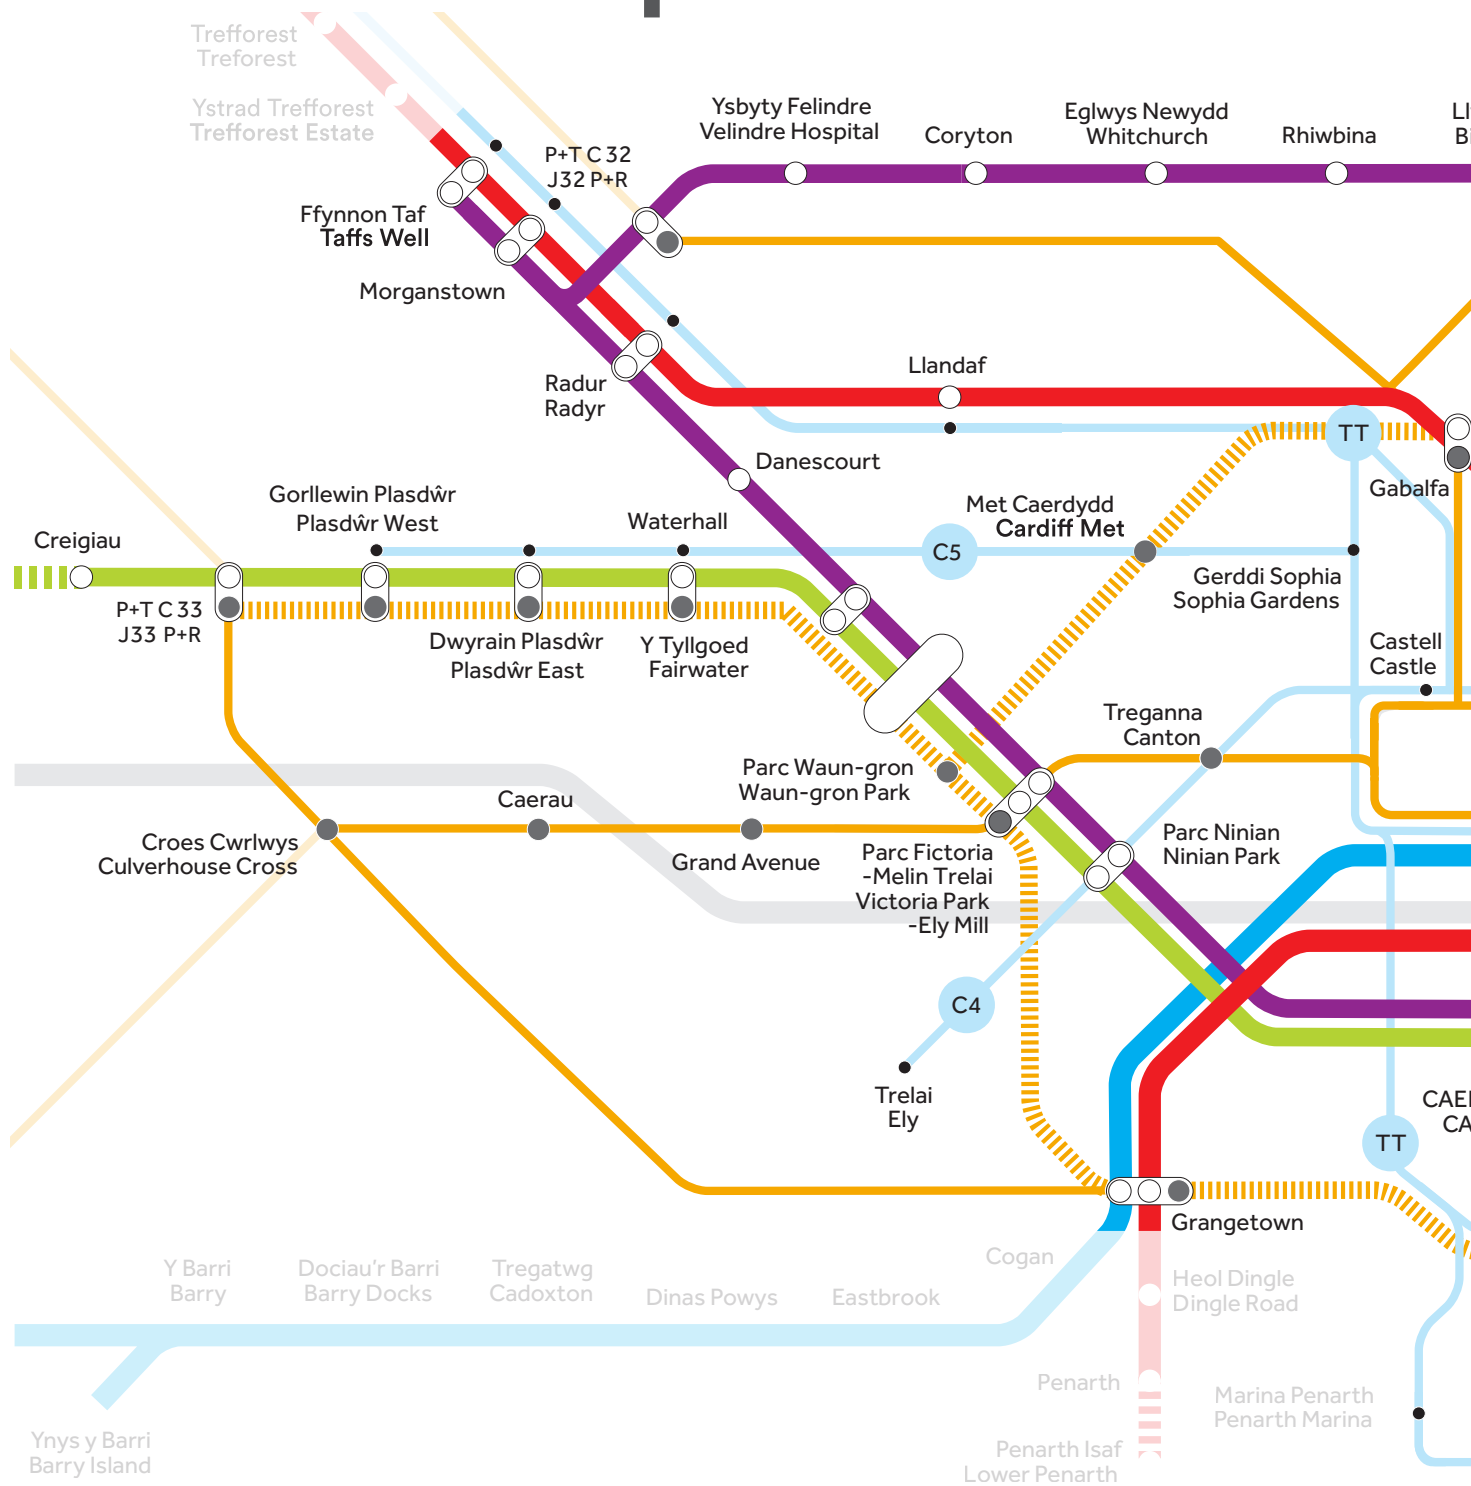 Trefforest
Treforest
Ystrad Trefforest
Trefforest Estate
P+T C 32
J32 P+R
Ysbyty Felindre
Velindre Hospital
Coryton
Eglwys Newydd
Whitchurch
Rhiwbina
Ll
Bi
Ffynnon Taf
Taffs Well
Morganstown
Radur
Radyr
Llandaf
TT
Danescourt
Gabalfa
Gorllewin Plasdŵr
Plasdŵr West
Waterhall
Met Caerdydd
Cardiff Met
C5
Creigiau
Gerddi Sophia
Sophia Gardens
P+T C 33
J33 P+R
Dwyrain Plasdŵr
Plasdŵr East
Y Tyllgoed
Fairwater
Castell
Castle
Treganna
Canton
Parc Waun-gron
Waun-gron Park
Caerau
Croes Cwrlwys
Culverhouse Cross
Grand Avenue
Parc Fictoria
-Melin Trelai
Victoria Park
-Ely Mill
Parc Ninian
Ninian Park
C4
Trelai
Ely
CAE
CA
TT
Grangetown
Y Barri
Barry
Dociau'r Barri
Barry Docks
Tregatwg
Cadoxton
Dinas Powys
Eastbrook
Cogan
Heol Dingle
Dingle Road
Penarth
Marina Penarth
Penarth Marina
Penarth Isaf
Lower Penarth
Ynys y Barri
Barry Island